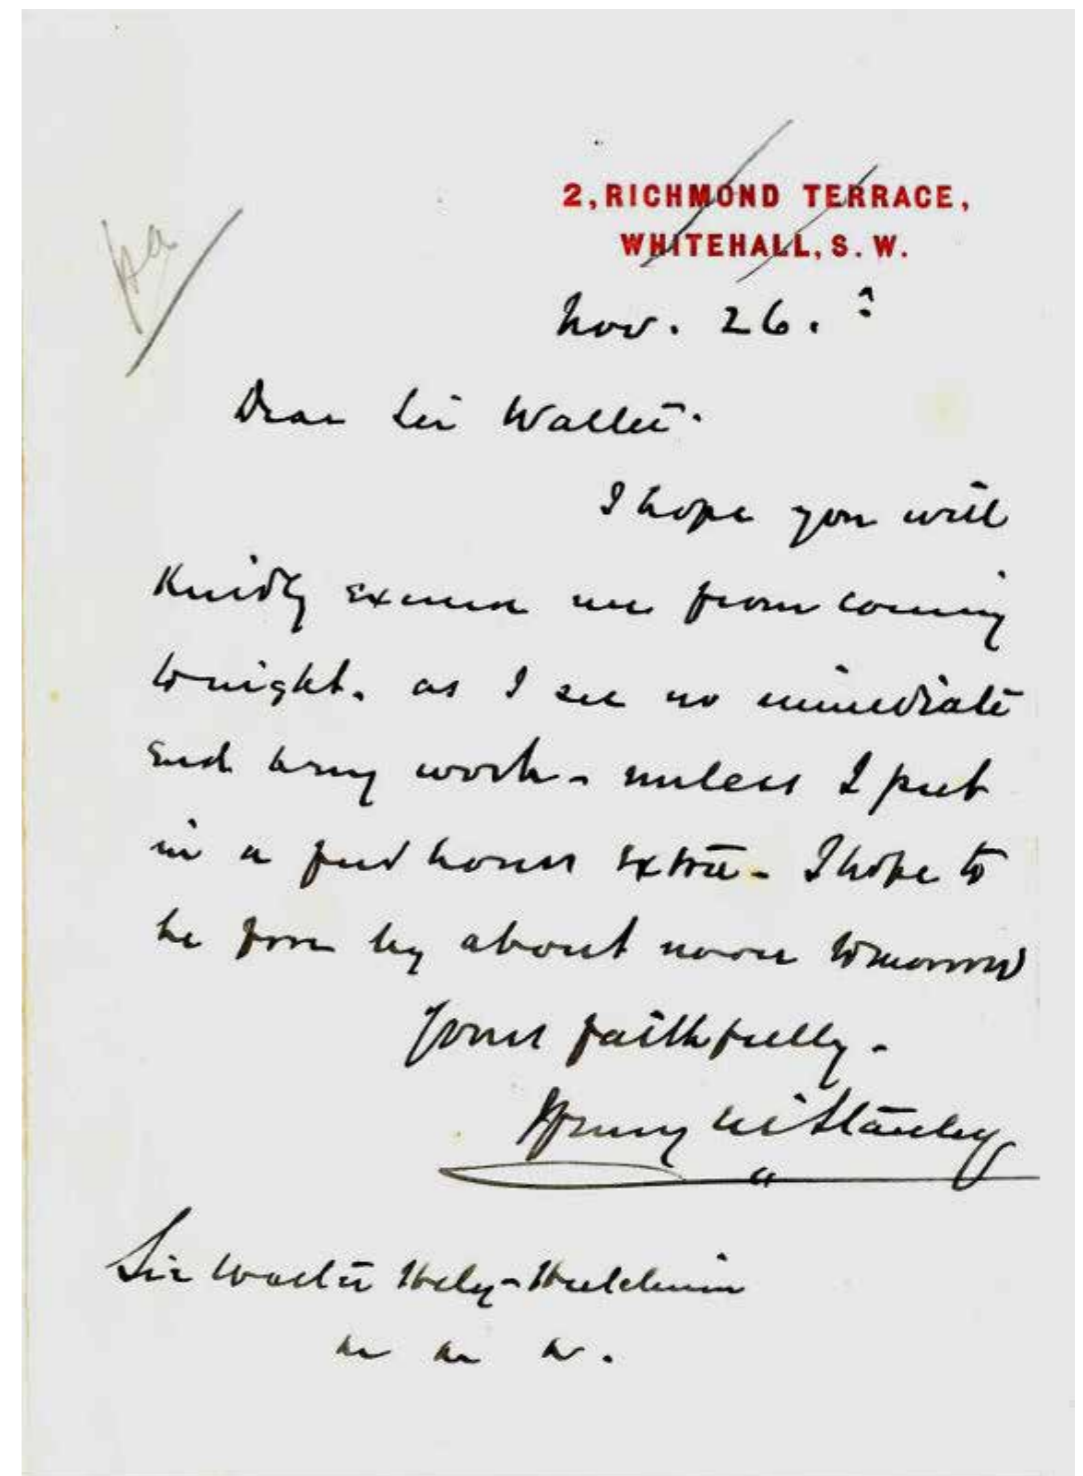 2, RICHMOND TERRACE,
WHITEHALL, S. W.
Nov. 26.
Dear Sir Walter.
I hope you will
kindly excuse me from coming
tonight. as I see no immediate
end to my work - unless I put
in a few hours extra - I hope to
be free by about noon tomorrow
Yours faithfully.
Henry M Stanley
Sir Walter Hely-Hutchinson